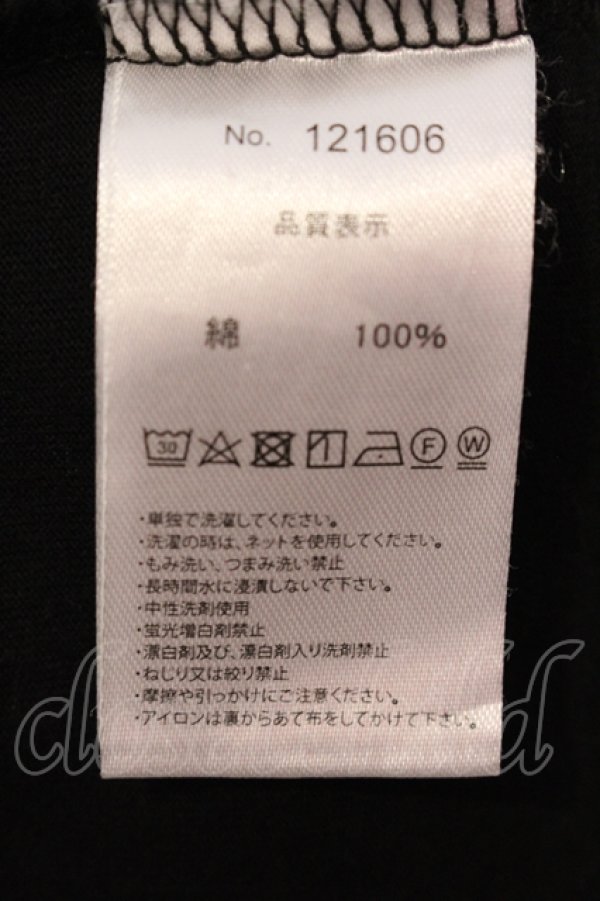 No. 121606
品質表示
綿 100%
30 F W
・単独で洗濯してください。
・洗濯の時は、ネットを使用してください。
・もみ洗い、つまみ洗い禁止
・長時間水に浸漬しないで下さい。
・中性洗剤使用
・蛍光増白剤禁止
・漂白剤及び、漂白剤入り洗剤禁止
・ねじり又は絞り禁止
・摩擦や引っかけにご注意ください。
・アイロンは裏からあて布をしてかけて下さい。